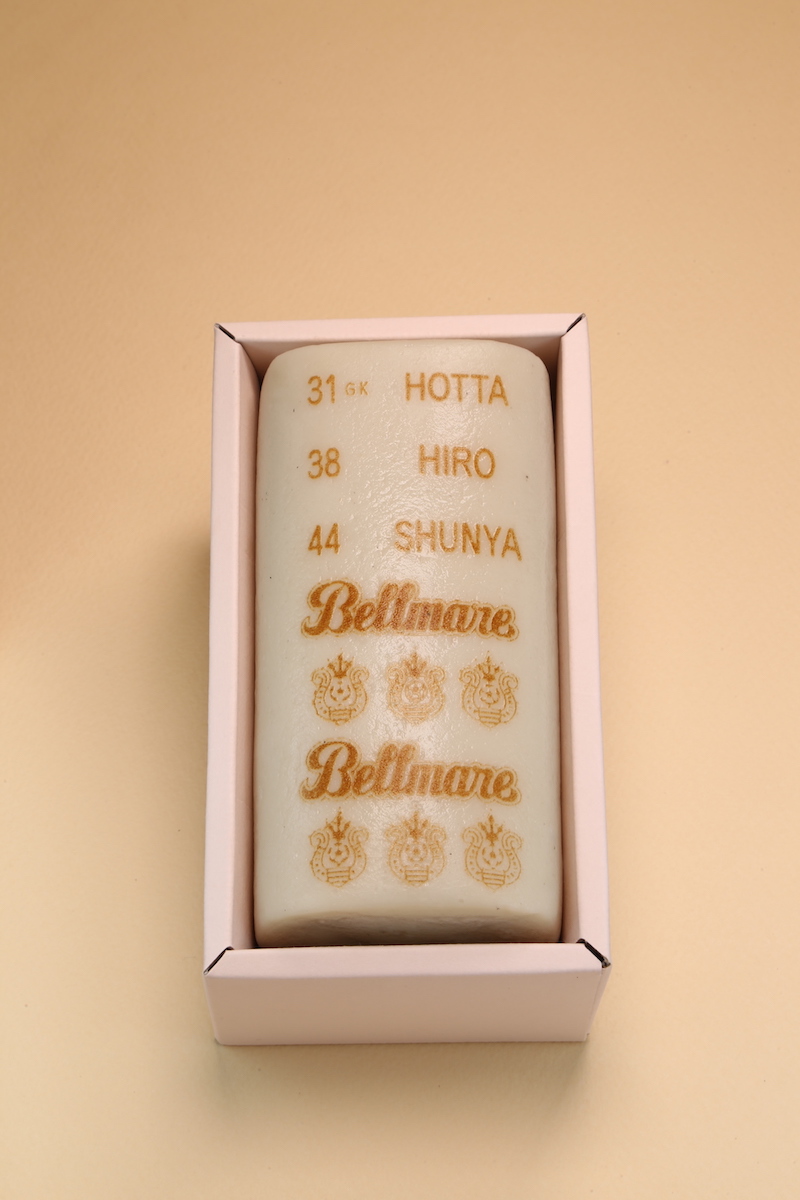 31 GK HOTTA
38 HIRO
44 SHUNYA
Bellmare
Bellmare